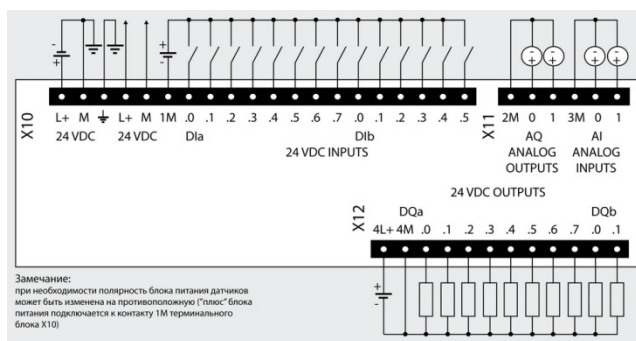 - + - +
X10
L+ M L+ M 1M .0 .1 .2 .3 .4 .5 .6 .7 .0 .1 .2 .3 .4 .5
24 VDC 24 VDC DIa DIb
24 VDC INPUTS
+ + + +
- - - -
X11
2M 0 1 3M 0 1
AQ AI
ANALOG ANALOG
OUTPUTS INPUTS
24 VDC OUTPUTS
X12
DQa DQb
4L+ 4M .0 .1 .2 .3 .4 .5 .6 .7 .0 .1
+
-
Замечание:
при необходимости полярность блока питания датчиков
может быть изменена на противоположную ("плюс" блока
питания подключается к контакту 1M терминального
блока X10)